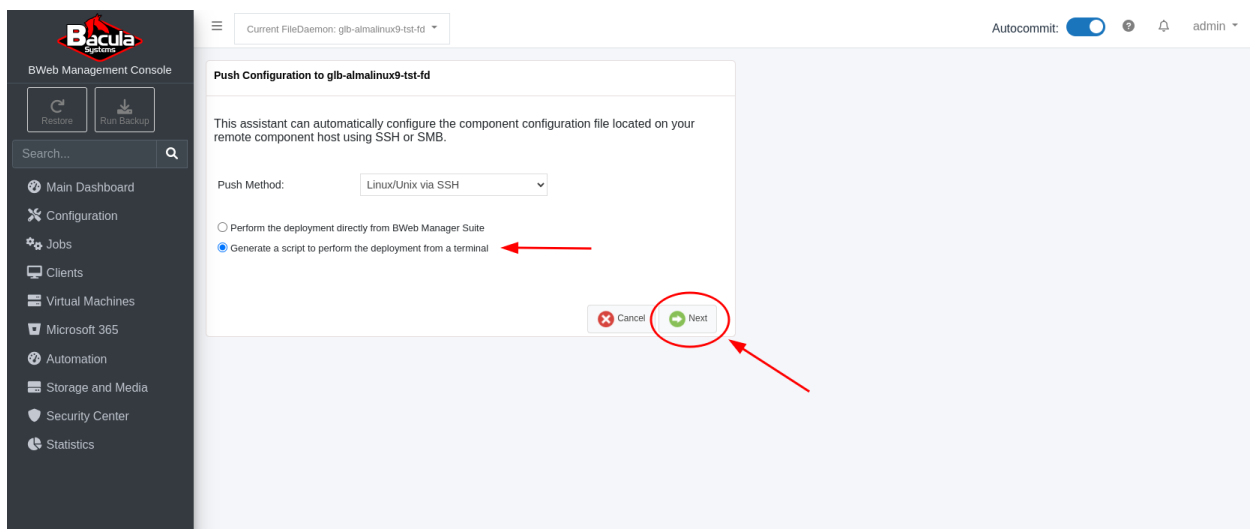 Bacula
Systems
BWeb Management Console
Restore
Run Backup
Search...
Main Dashboard
Configuration
Jobs
Clients
Virtual Machines
Microsoft 365
Automation
Storage and Media
Security Center
Statistics
Current FileDaemon: glb-almalinux9-tst-fd
Autocommit:
admin
Push Configuration to glb-almalinux9-tst-fd
This assistant can automatically configure the component configuration file located on your
remote component host using SSH or SMB.
Push Method: Linux/Unix via SSH
Perform the deployment directly from BWeb Manager Suite
Generate a script to perform the deployment from a terminal
Cancel
Next